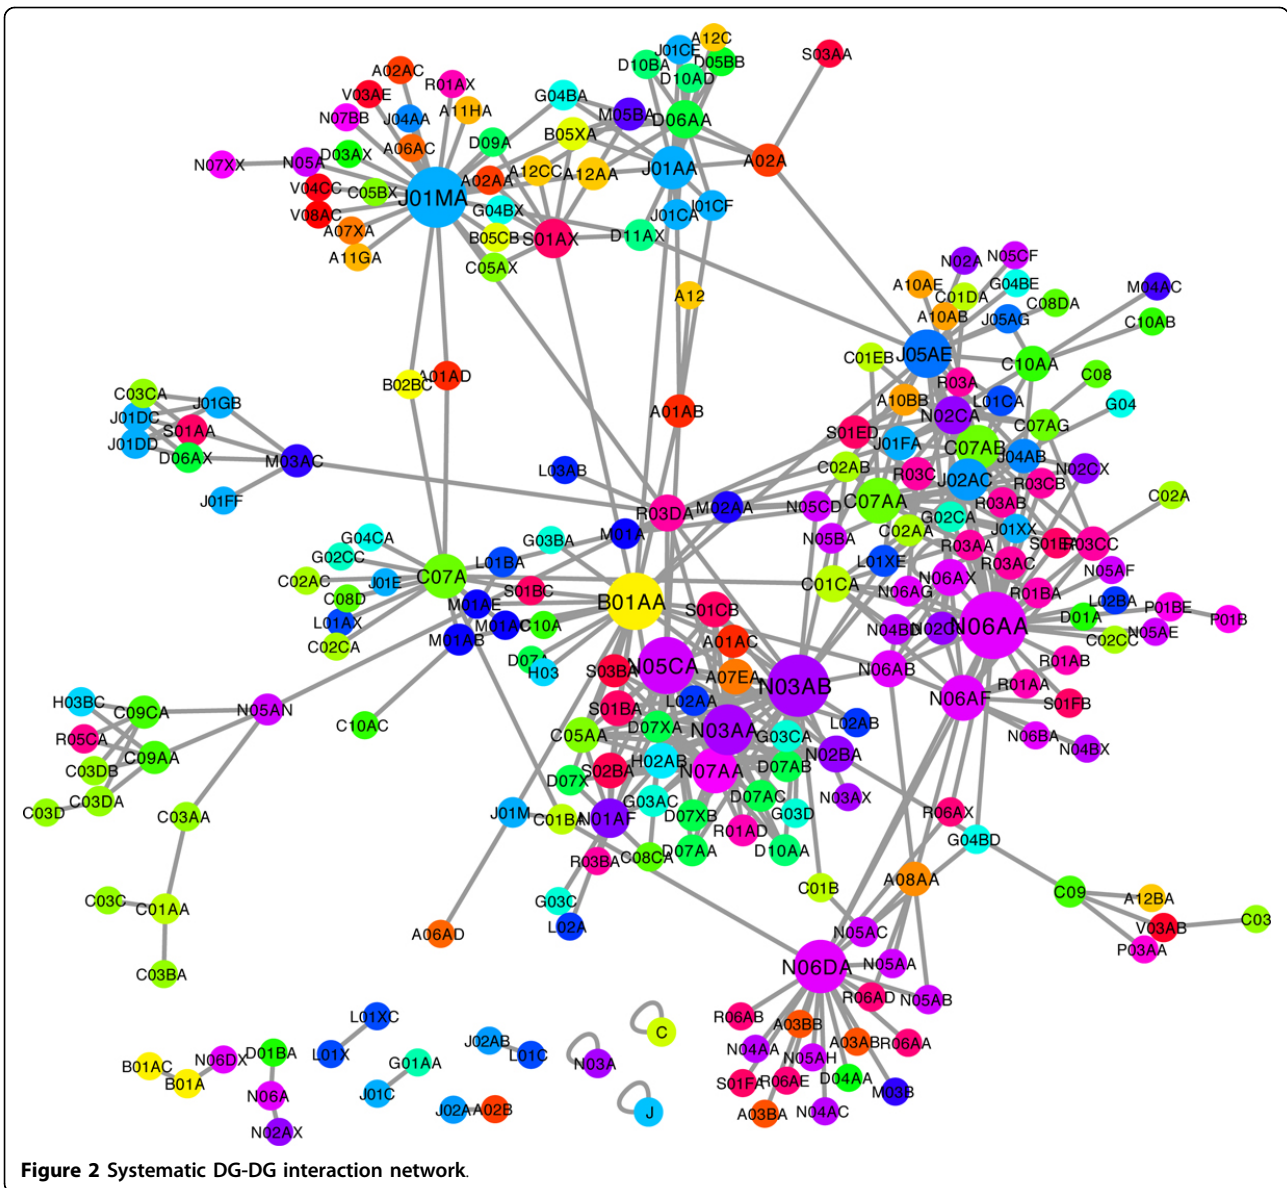 A12C
J01CE
S03AA
D10BA
D05BB
A02AC
D10AD
R01AX
V03AE
G04BA
A11HA
N07BB
J04AA
M05BA
D06AA
B05XA
D09A
A06AC
D03AX
N07XX
N05A
A02A
J01AA
A12CC
A12AA
A02AA
V04CC
C05BX
J01MA
J01CF
G04BX
J01CA
V08AC
A07XA
B05CB
S01AX
D11AX
A11GA
C05AX
N02A
N05CF
A10AE
G04BE
M04AC
C01DA
A12
C08DA
A10AB
J05AG
C10AB
C01EB
J05AE
C10AA
A01AD
B02BC
R03A
C08
C03CA
J01GB
A10BB
L01CA
G04
J01DC
A01AB
N02CA
S01AA
S01ED
C07AG
J01DD
J01FA
C07AB
D06AX
M03AC
J04AB
C02AB
N02CX
L03AB
R03C
J02AC
R03CB
J01FF
C07AA
C02A
R03AB
M02AA
N05CD
R03DA
G02CA
J01XX
M01A
C02AA
G04CA
G03BA
N05BA
R03AA
S01EA
R03CC
G02CC
L01BA
L01XE
R03AC
N05AF
C02AC
J01E
C07A
N06AX
C01CA
S01BC
N06AG
R01BA
C08D
M01AE
B01AA
L02BA
P01BE
S01CB
D01A
P01B
L01AX
M01AC
C10A
N04BD
N02C
N06AA
N05AE
C02CA
M01AB
A01AC
C02CC
D07A
R01AB
H03
S03BA
N05CA
N06AB
A07EA
N03AB
R01AA
N06AF
H03BC
C09CA
N05AN
L02AA
S01FB
S01BA
C10AC
L02AB
D07XA
N03AA
R05CA
C05AA
G03CA
N06BA
N04BX
C09AA
N02BA
H02AB
C03DB
S02BA
N07AA
D07AB
D07X
C03DA
D07AC
N03AX
C03D
G03AC
C03AA
J01M
C01BA
N01AF
D07XB
G03D
R06AX
R01AD
G04BD
D07AA
D10AA
R03BA
C08CA
A08AA
C01B
C09
A12BA
C03C
C01AA
G03C
C03
L02A
V03AB
A06AD
N05AC
P03AA
N06DA
N05AA
C03BA
R06AD
N05AB
L01XC
R06AB
A03BB
C
J02AB
A03AB
R06AA
N04AA
L01X
D01BA
L01C
N05AH
N06DX
G01AA
N03A
B01AC
D04AA
S01FA
R06AE
B01A
M03B
J01C
N06A
J02AA
A02B
J
A03BA
N04AC
N02AX
Figure 2 Systematic DG-DG interaction network.